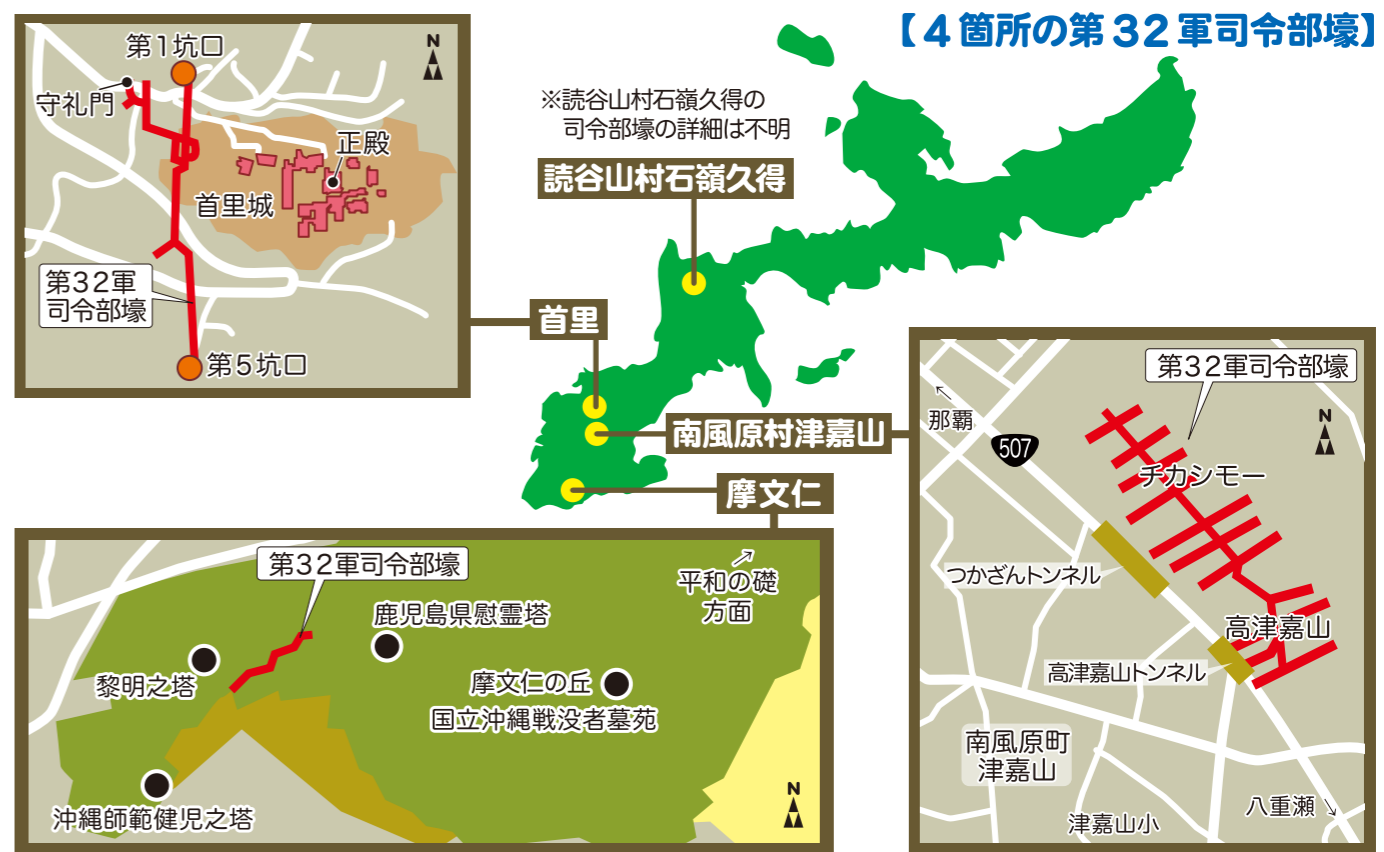 【4箇所の第32軍司令部壕】
※読谷山村石嶺久得の
司令部壕の詳細は不明
読谷山村石嶺久得
首里
南風原村津嘉山
摩文仁
第1坑口
N
守礼門
正殿
首里城
第32軍
司令部壕
第5坑口
第32軍司令部壕
↖
那覇
507
N
チカシモー
つかざんトンネル
高津嘉山
高津嘉山トンネル
南風原町
津嘉山
八重瀬↘
津嘉山小
第32軍司令部壕
↗
平和の礎
方面
鹿児島県慰霊塔
黎明之塔
摩文仁の丘
国立沖縄戦没者墓苑
N
沖縄師範健児之塔